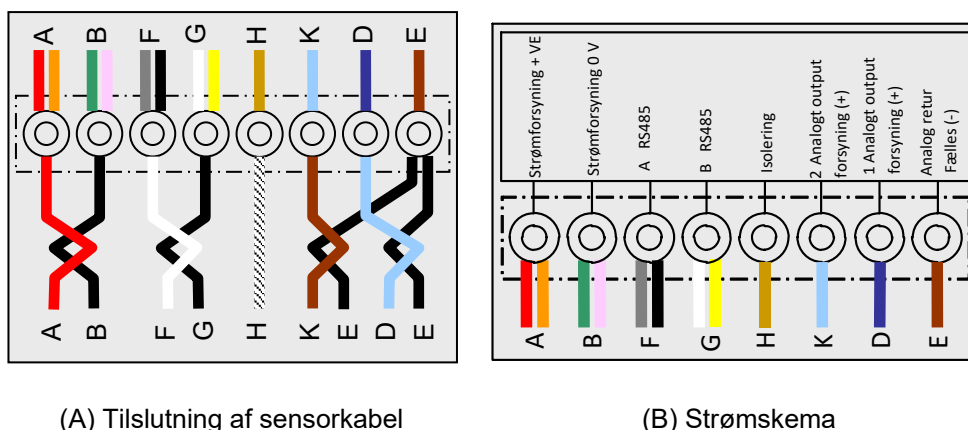 A B F G H K D E
A B F G H K E D E
(A) Tilslutning af sensorkabel
Strømforsyning + VE
Strømforsyning 0 V
A RS485
B RS485
Isolering
2 Analogt output
forsyning (+)
1 Analogt output
forsyning (+)
Analog retur
Fælles (-)
A B F G H K D E
(B) Strømskema